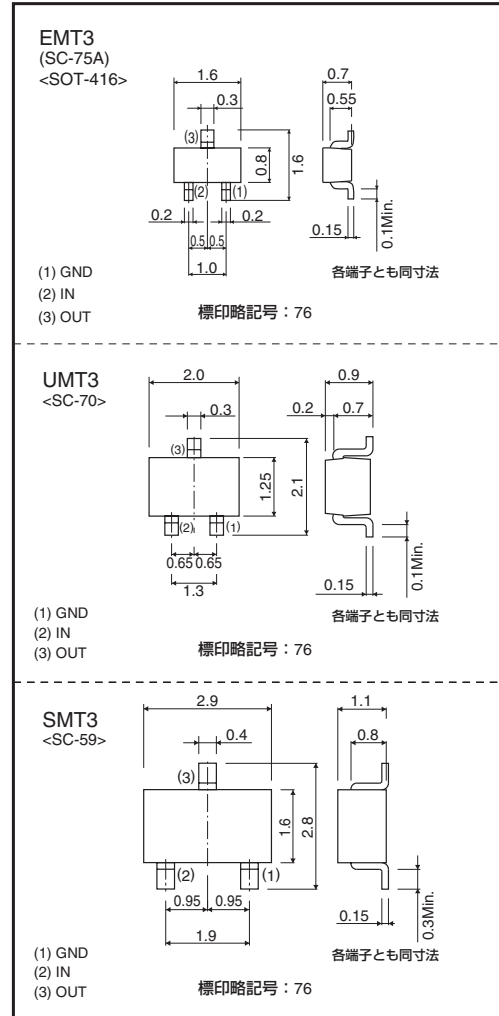 EMT3
(SC-75A)
<SOT-416>
1.6
0.3
(3)
0.8
1.6
(2)
(1)
0.2
0.2
0.5 0.5
1.0
0.7
0.55
0.15
0.1Min.
各端子とも同寸法
(1) GND
(2) IN
(3) OUT
標印略記号：76
UMT3
<SC-70>
2.0
0.3
(3)
1.25
2.1
(2)
(1)
0.65 0.65
1.3
0.9
0.2
0.7
0.15
0.1Min.
各端子とも同寸法
(1) GND
(2) IN
(3) OUT
標印略記号：76
SMT3
<SC-59>
2.9
0.4
(3)
1.6
2.8
(2)
(1)
0.95 0.95
1.9
1.1
0.8
0.15
0.3Min.
各端子とも同寸法
(1) GND
(2) IN
(3) OUT
標印略記号：76